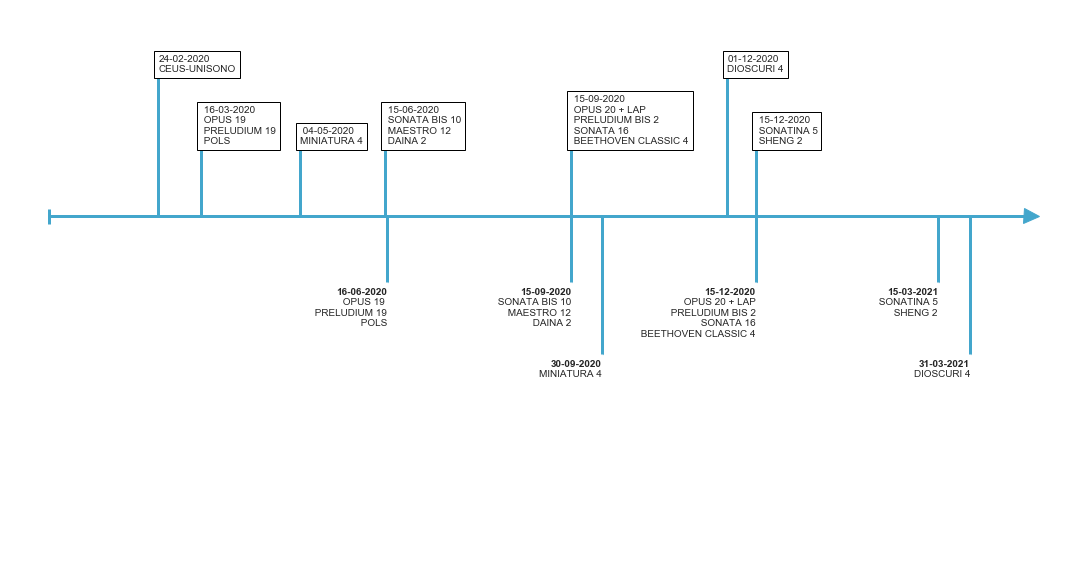 24-02-2020
CEUS-UNISONO
16-03-2020
OPUS 19
PRELUDIUM 19
POLS
04-05-2020
MINIATURA 4
15-06-2020
SONATA BIS 10
MAESTRO 12
DAINA 2
15-09-2020
OPUS 20 + LAP
PRELUDIUM BIS 2
SONATA 16
BEETHOVEN CLASSIC 4
01-12-2020
DIOSCURI 4
15-12-2020
SONATINA 5
SHENG 2
16-06-2020
OPUS 19
PRELUDIUM 19
POLS
15-09-2020
SONATA BIS 10
MAESTRO 12
DAINA 2
30-09-2020
MINIATURA 4
15-12-2020
OPUS 20 + LAP
PRELUDIUM BIS 2
SONATA 16
BEETHOVEN CLASSIC 4
15-03-2021
SONATINA 5
SHENG 2
31-03-2021
DIOSCURI 4